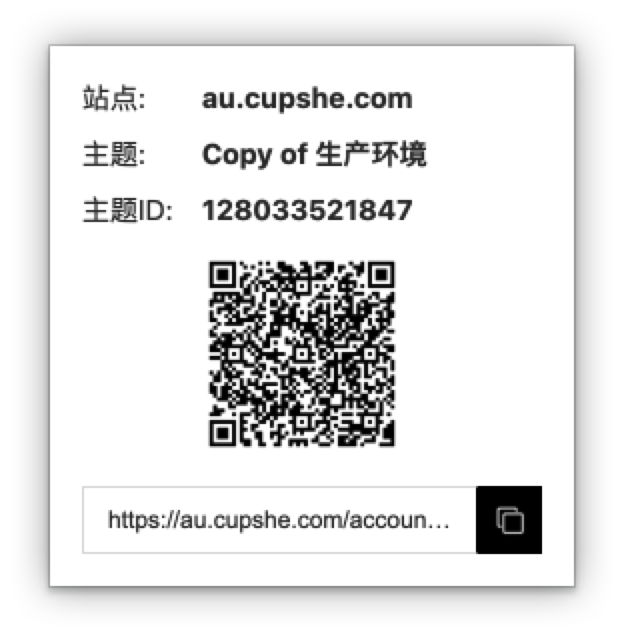 站点: au.cupshe.com
主题: Copy of 生产环境
主题ID: 128033521847
https://au.cupshe.com/accoun...